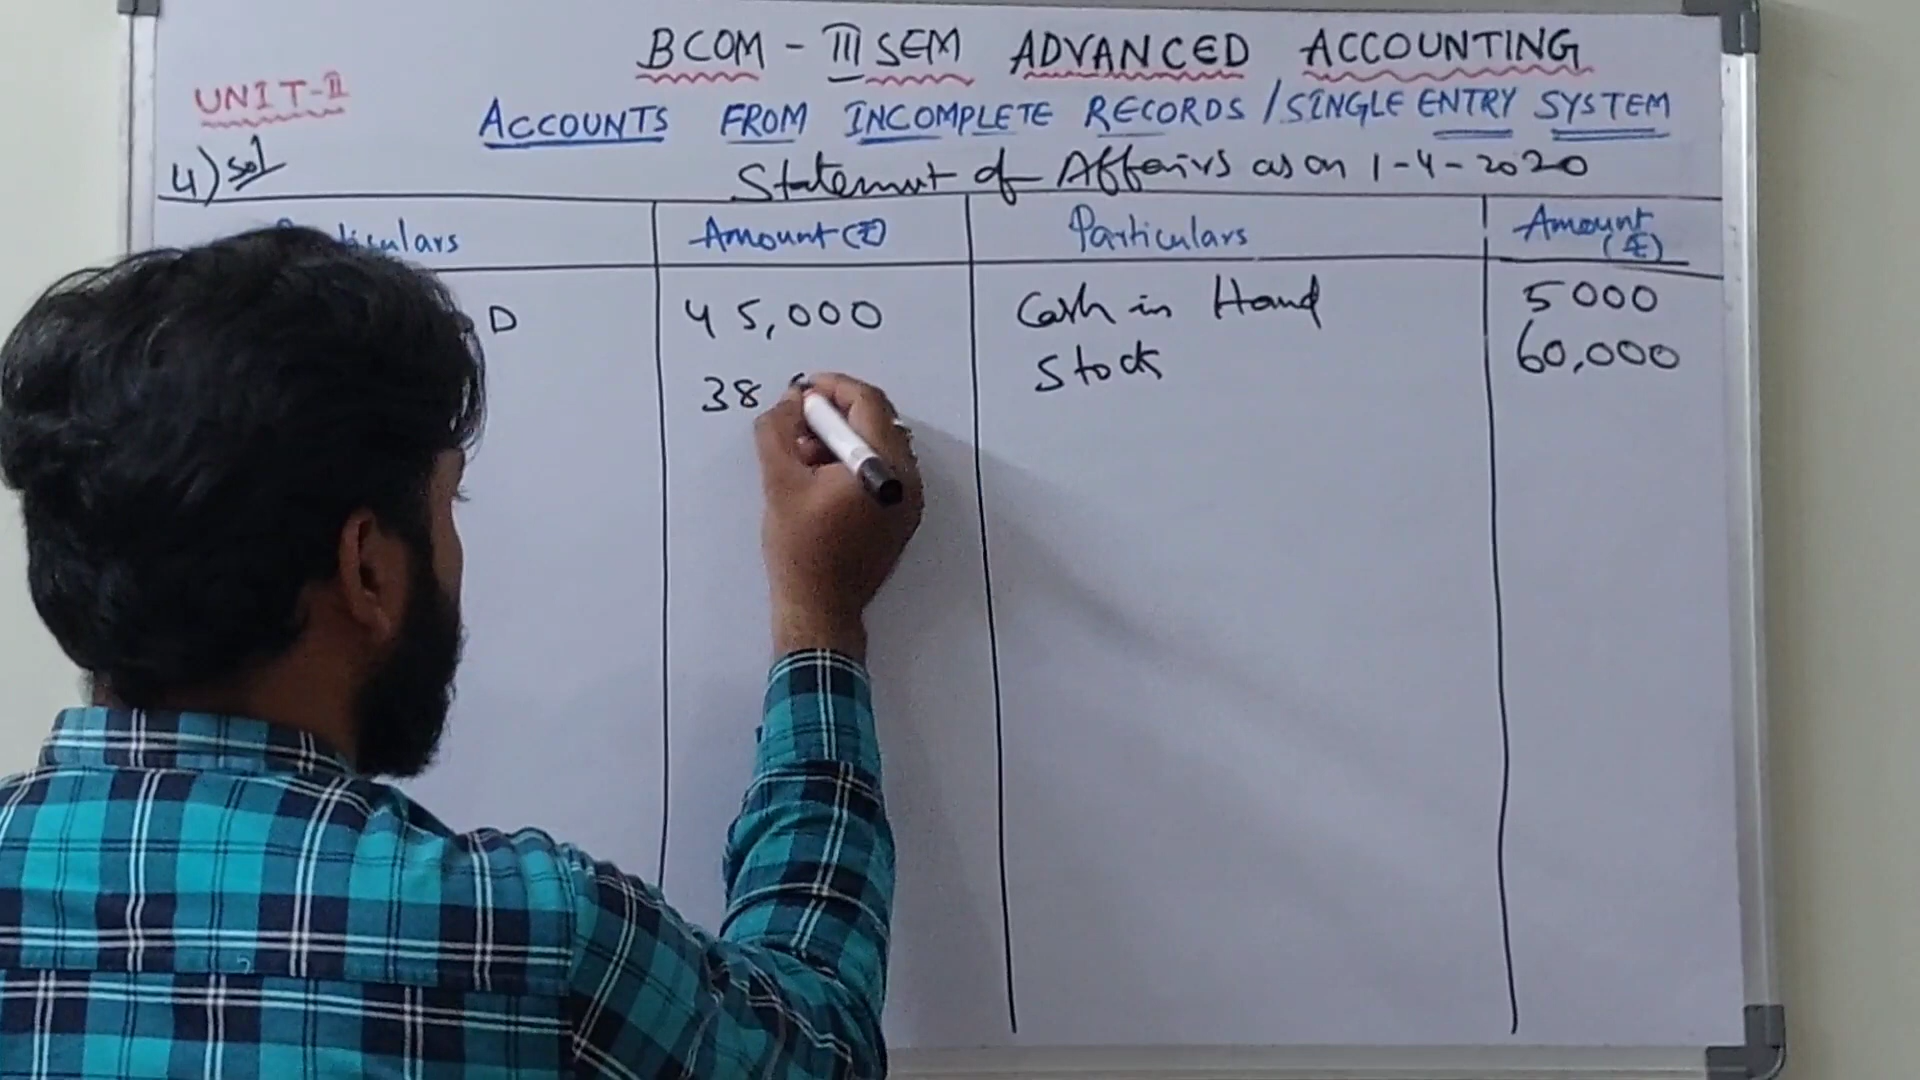 BCOM - III SEM ADVANCED ACCOUNTING
UNIT-II
ACCOUNTS FROM INCOMPLETE RECORDS / SINGLE ENTRY SYSTEM
4) sol
Statement of Affairs as on 1-4-2020
Amount (₹) Particulars Amount (₹)
D 45,000 Cash in Hand 5000
Stock 60,000
38